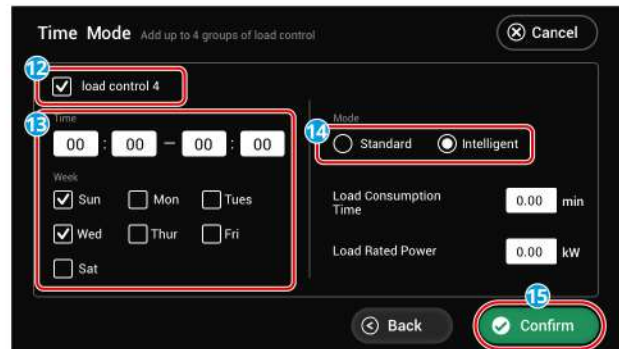 Time Mode Add up to 4 groups of load control
Cancel
12
load control 4
13
Time
00 : 00 — 00 : 00
Week
Sun Mon Tues
Wed Thur Fri
Sat
14
Mode
Standard Intelligent
Load Consumption
Time
0.00 min
Load Rated Power 0.00 kW
15
Back
Confirm